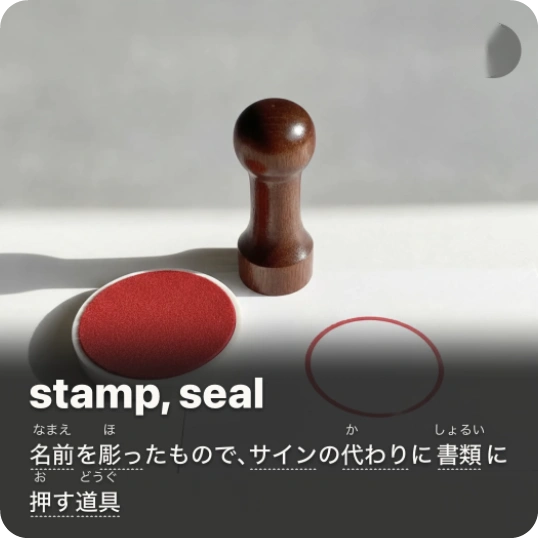 stamp, seal
なまえ ほ か しょるい
名前を彫ったもので、サインの代わりに書類に
お どうぐ
押す道具